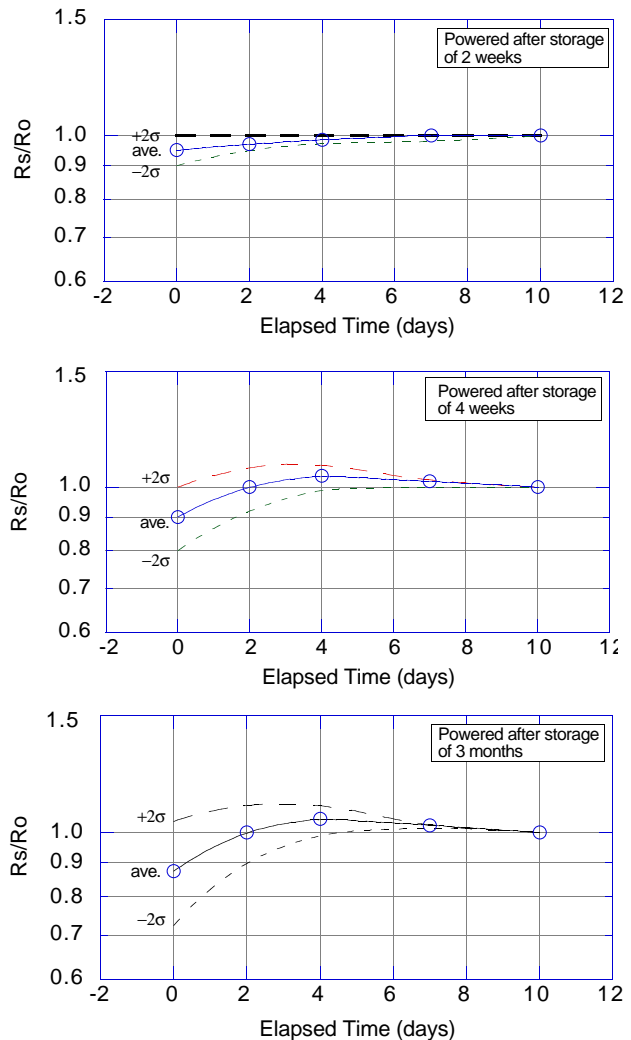 1.5
Powered after storage
of 2 weeks
1.0
+2σ
ave.
0.9
−2σ
0.8
0.7
0.6
Rs/Ro
-2 0 2 4 6 8 10 12
Elapsed Time (days)
1.5
Powered after storage
of 4 weeks
+2σ
1.0
0.9
ave.
0.8
−2σ
0.7
0.6
Rs/Ro
-2 0 2 4 6 8 10 12
Elapsed Time (days)
1.5
Powered after storage
of 3 months
+2σ
1.0
0.9
ave.
0.8
−2σ
0.7
0.6
Rs/Ro
-2 0 2 4 6 8 10 12
Elapsed Time (days)